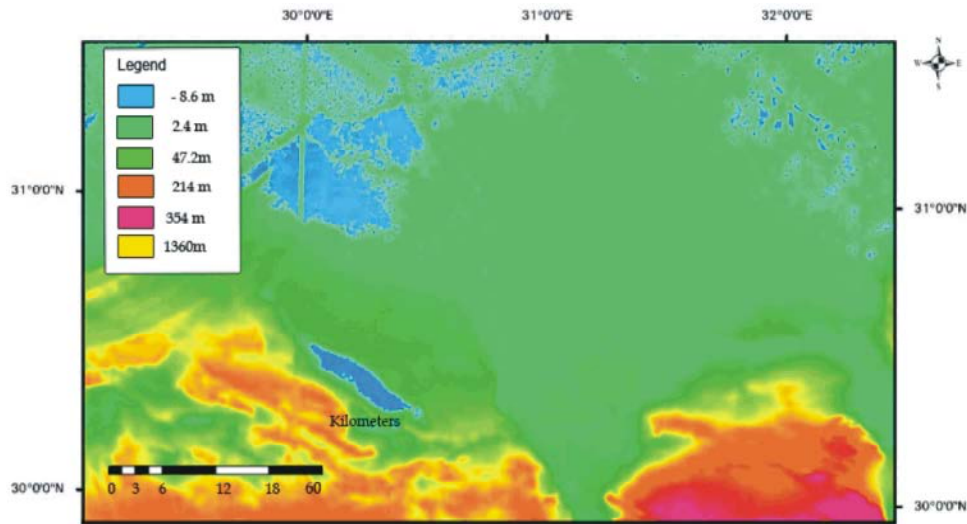 30°0'0"E 31°0'0"E 32°0'0"E
N
W E
S
Legend
- 8.6 m
2.4 m
47.2m
214 m
354 m
1360m
31°0'0"N
31°0'0"N
Kilometers
0 3 6 12 18 60
30°0'0"N
30°0'0"N